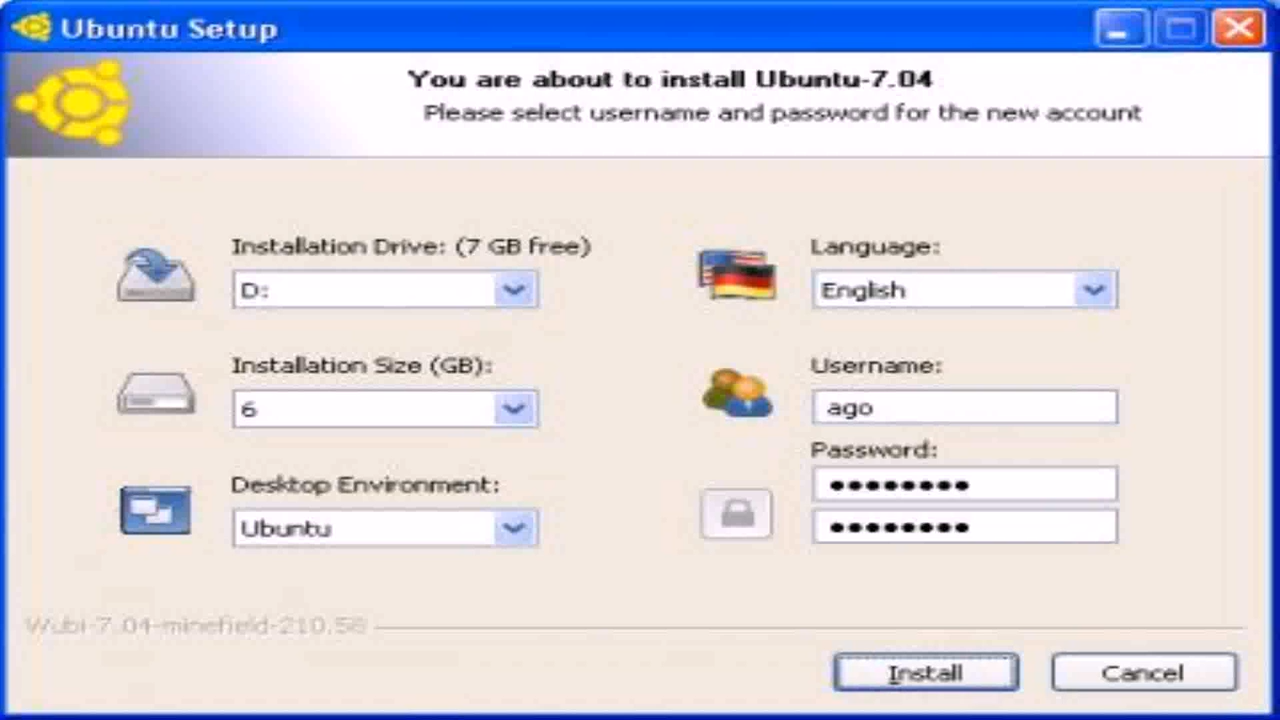 Ubuntu Setup
You are about to install Ubuntu-7.04
Please select username and password for the new account
Installation Drive: (7 GB free)
D:
Installation Size (GB):
6
Desktop Environment:
Ubuntu
Language:
English
Username:
ago
Password:
●●●●●●●●
●●●●●●●●
Wubi-7.04-minefield-210.58
Install
Cancel